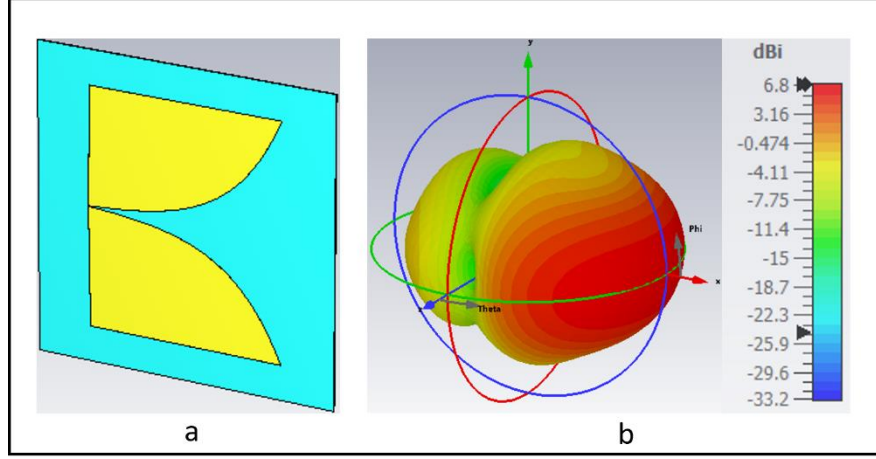 y
Phi
x
z
Theta
dBi
6.8
3.16
-0.474
-4.11
-7.75
-11.4
-15
-18.7
-22.3
-25.9
-29.6
-33.2
a
b